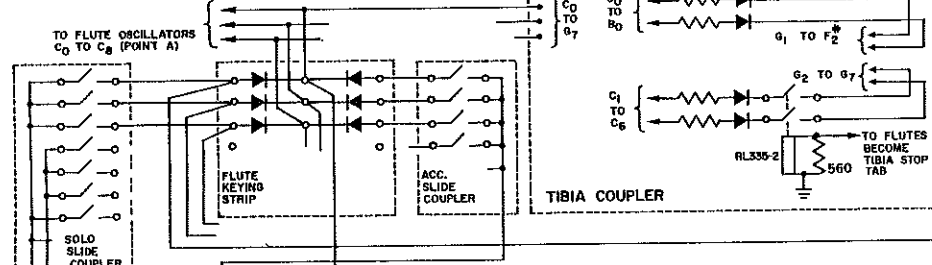 C0
TO
G7
TO
B0
G1 TO F2#
TO FLUTE OSCILLATORS
C0 TO C8 (POINT A)
G2 TO G7
C1
TO
C6
TO FLUTES
BECOME
TIBIA STOP
TAB
RL335-2
560
FLUTE
KEYING
STRIP
ACC.
SLIDE
COUPLER
TIBIA COUPLER
SOLO
SLIDE
COUPLER